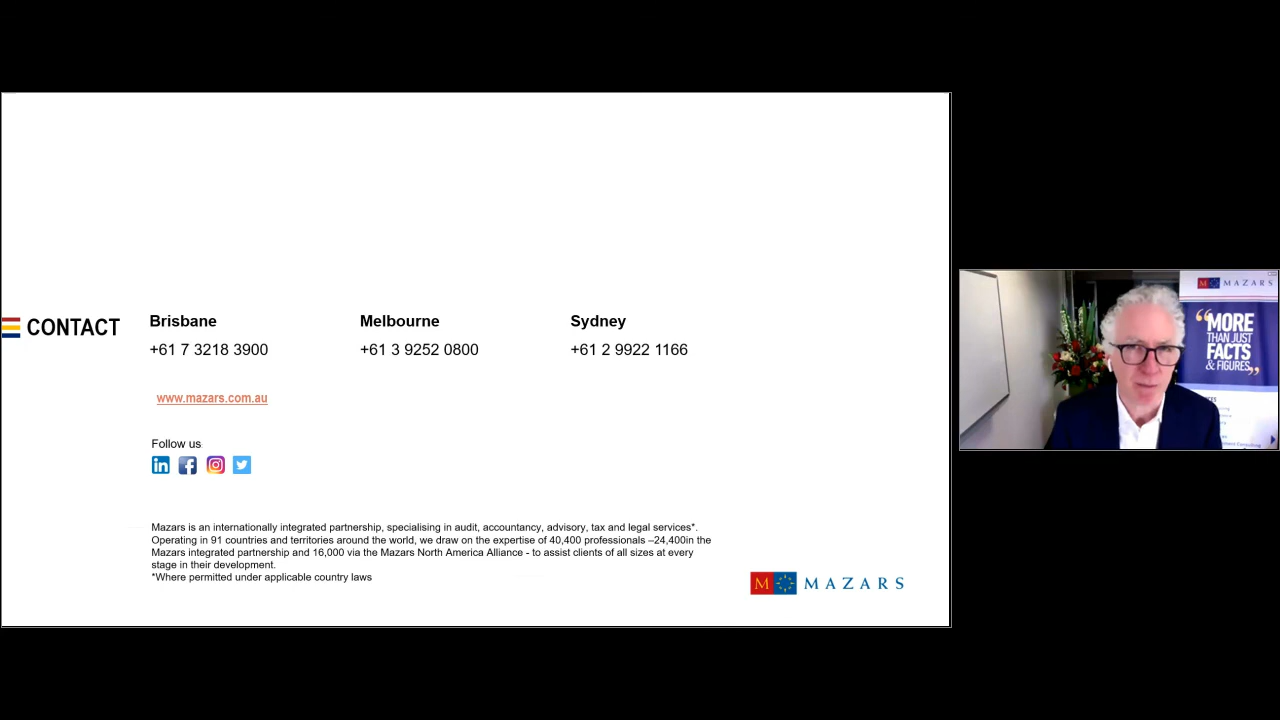 CONTACT
Brisbane
+61 7 3218 3900
Melbourne
+61 3 9252 0800
Sydney
+61 2 9922 1166
www.mazars.com.au
Follow us
Mazars is an internationally integrated partnership, specialising in audit, accountancy, advisory, tax and legal services*.
Operating in 91 countries and territories around the world, we draw on the expertise of 40,400 professionals –24,400in the
Mazars integrated partnership and 16,000 via the Mazars North America Alliance - to assist clients of all sizes at every
stage in their development.
*Where permitted under applicable country laws
M MAZARS
M MAZARS
“MORE
THAN JUST
FACTS
& FIGURES„